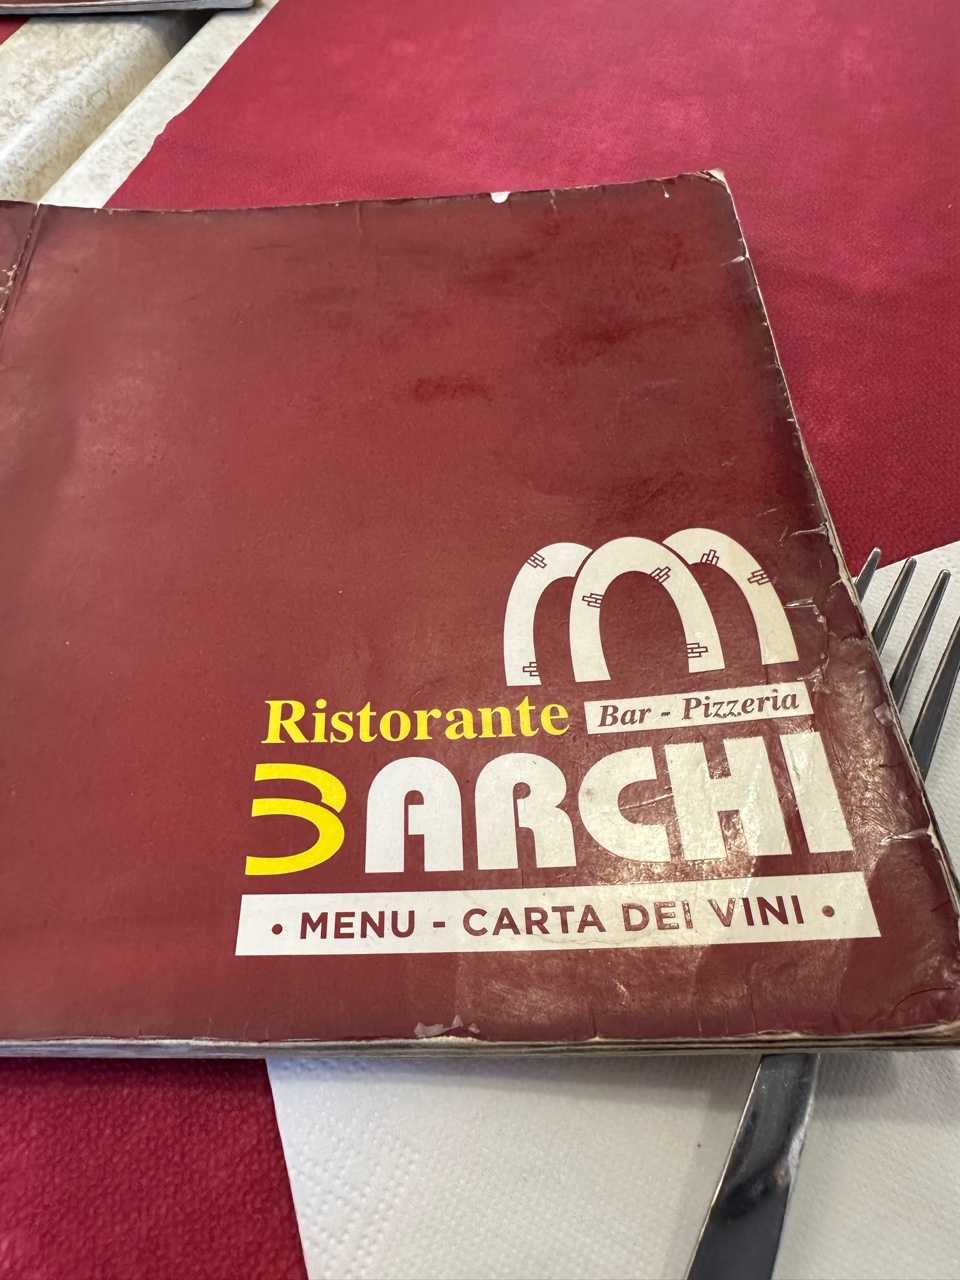 Ristorante Bar - Pizzeria
3ARCHI
• MENU - CARTA DEI VINI •